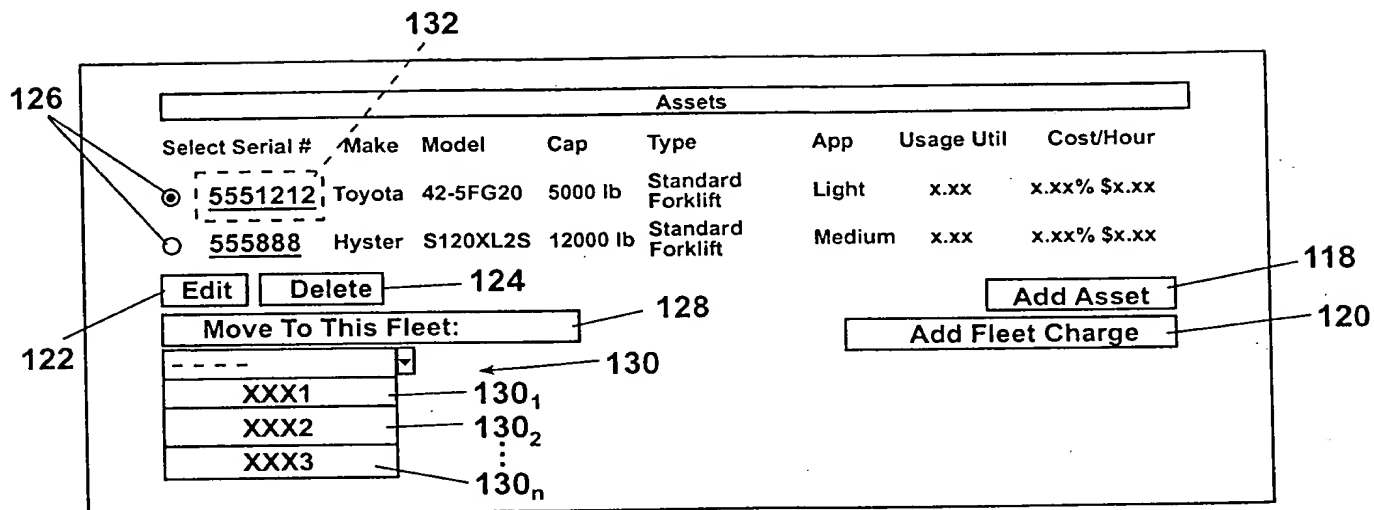 132
126
Assets
Select Serial # Make Model Cap Type App Usage Util Cost/Hour
5551212 Toyota 42-5FG20 5000 lb Standard Forklift Light x.xx x.xx% $x.xx
555888 Hyster S120XL2S 12000 lb Standard Forklift Medium x.xx x.xx% $x.xx
Edit Delete 124 Add Asset 118
Move To This Fleet: 128 Add Fleet Charge 120
122
- - - - 130
XXX1 130₁
XXX2 130₂
XXX3 130ₙ